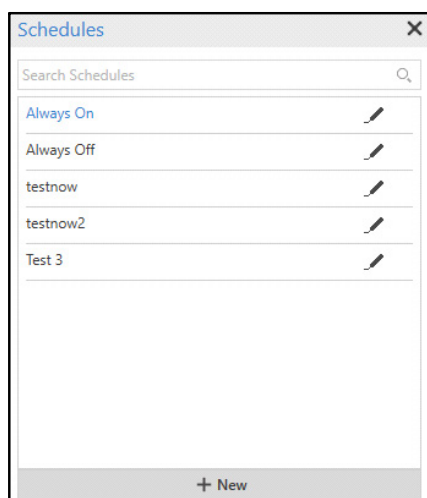 Schedules
Search Schedules
Always On
Always Off
testnow
testnow2
Test 3
+ New